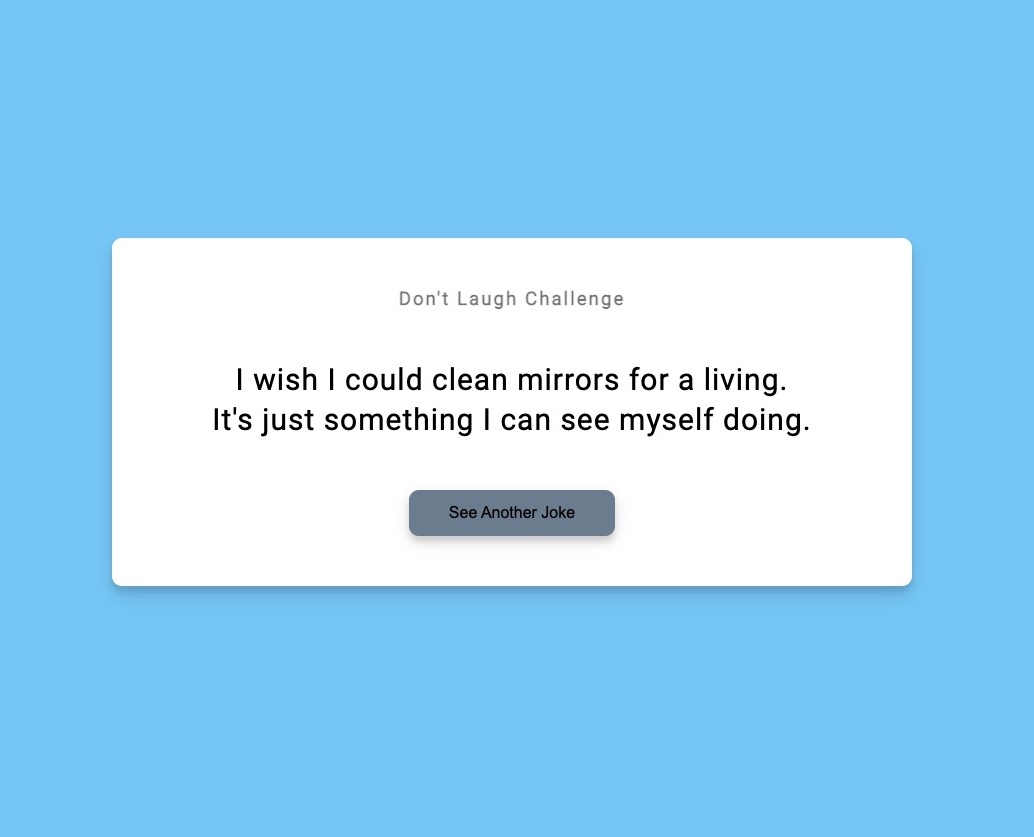 Don't Laugh Challenge
I wish I could clean mirrors for a living.
It's just something I can see myself doing.
See Another Joke